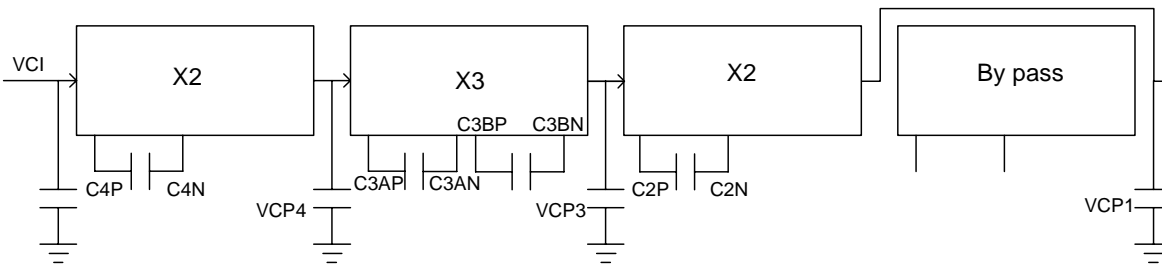 VCI
X2
X3
X2
By pass
C3BP
C3BN
C4P
C4N
C3AP
C3AN
C2P
C2N
VCP4
VCP3
VCP1